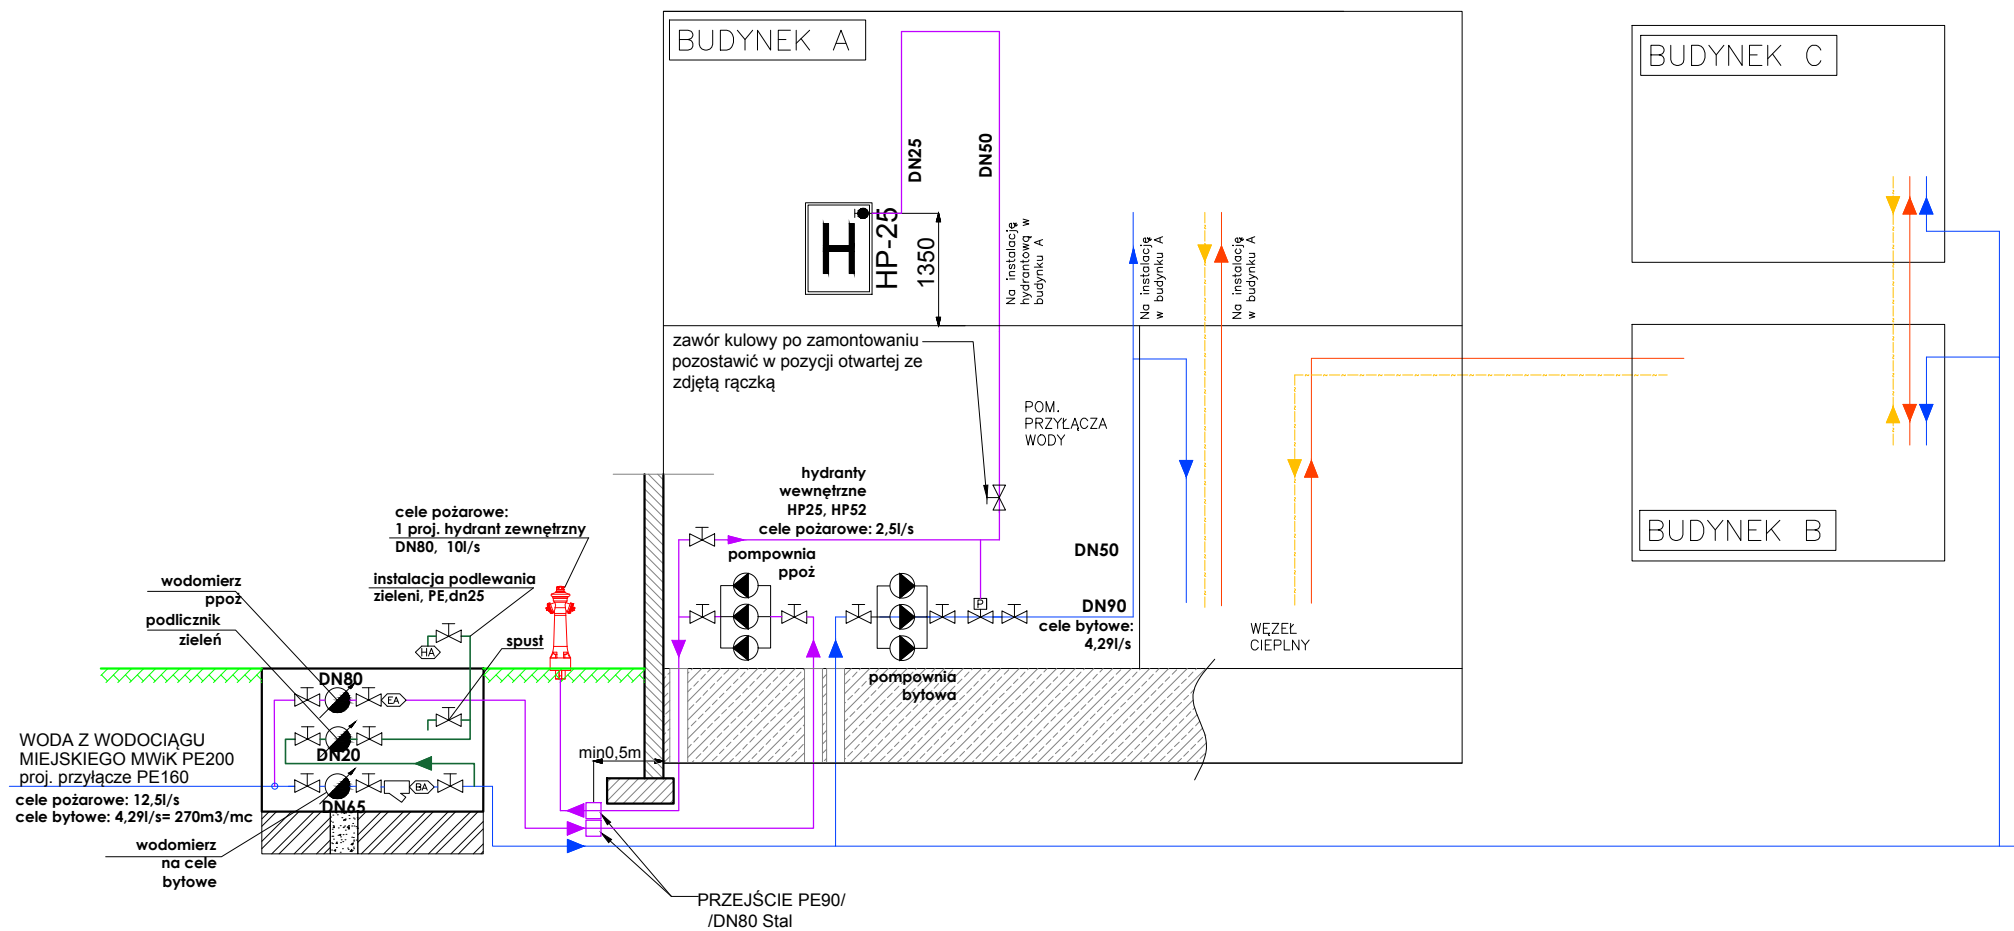 BUDYNEK A
BUDYNEK C
DN25
DN50
H
HP-25
1350
Na instalację
hydrantową w
budynku A
Na instalację
w budynku A
Na instalację
w budynku A
zawór kulowy po zamontowaniu
pozostawić w pozycji otwartej ze
zdjętą rączką
POM.
PRZYŁĄCZA
WODY
hydranty
wewnętrzne
HP25, HP52
cele pożarowe: 2,5l/s
BUDYNEK B
cele pożarowe:
1 proj. hydrant zewnętrzny
DN80, 10l/s
instalacja podlewania
zieleni, PE,dn25
pompownia
ppoż
DN50
P
DN90
cele bytowe:
4,29l/s
WĘZEŁ
CIEPLNY
wodomierz
ppoż
podlicznik
zieleń
spust
HA
pompownia
bytowa
DN80
EA
DN20
min0,5m
WODA Z WODOCIĄGU
MIEJSKIEGO MWiK PE200
proj. przyłącze PE160
BA
DN65
cele pożarowe: 12,5l/s
cele bytowe: 4,29l/s= 270m3/mc
wodomierz
na cele
bytowe
PRZEJŚCIE PE90/
/DN80 Stal